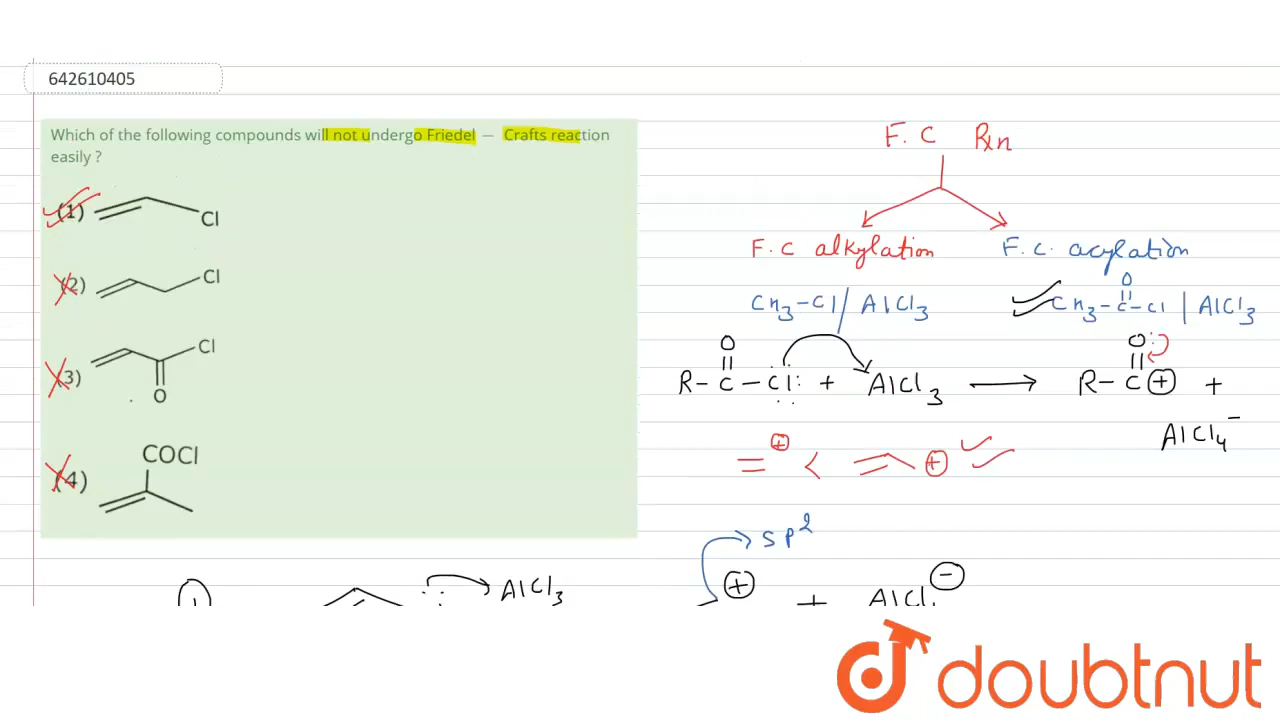 642610405
Which of the following compounds will not undergo Friedel — Crafts reaction
easily ?
(1) Cl
(2) Cl
(3) Cl
O
COCl
(4)
F. C Rxn
F. C alkylation F. C. acylation
CH3-Cl / AlCl3
O
CH3-C-Cl | AlCl3
O O
R-C-Cl: + AlCl3 → R-C⊕ +
AlCl4⁻
⊕ = < ⊕
sp²
⊕ ⊖
AlCl3
+ AlCl
doubtnut